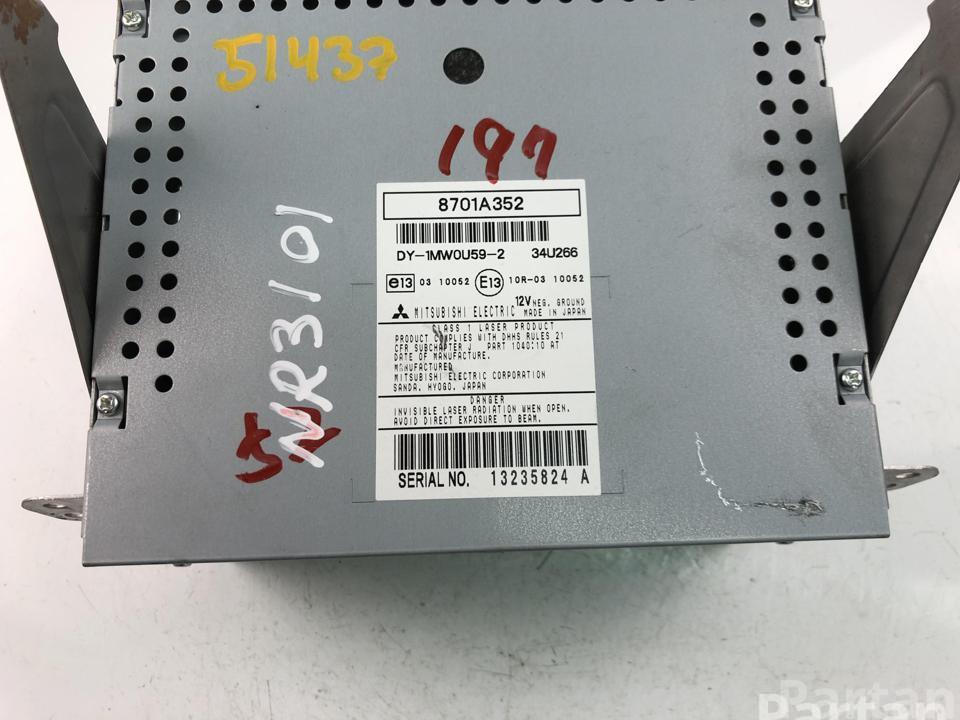 51437
197
8701A352
DY-1MW0U59-2 34U266
e13 03 10052 E13 10R-03 10052
MITSUBISHI ELECTRIC 12V NEG. GROUND
MADE IN JAPAN
CLASS 1 LASER PRODUCT
PRODUCT COMPLIES WITH DHHS RULES 21
CFR SUBCHAPTER J PART 1040:10 AT
DATE OF MANUFACTURE.
MANUFACTURED
MITSUBISHI ELECTRIC CORPORATION
SANDA, HYOGO, JAPAN
DANGER
INVISIBLE LASER RADIATION WHEN OPEN.
AVOID DIRECT EXPOSURE TO BEAM.
SERIAL NO. 13235824 A
NR3101
Partan
Partan